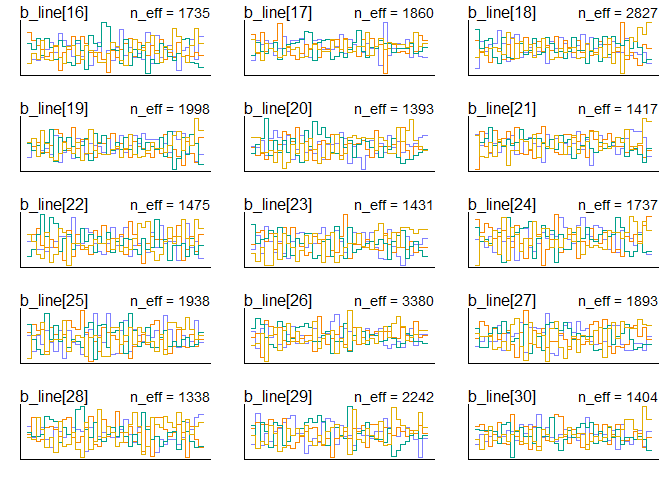 b_line[16] n_eff = 1735 b_line[17] n_eff = 1860 b_line[18] n_eff = 2827
b_line[19] n_eff = 1998 b_line[20] n_eff = 1393 b_line[21] n_eff = 1417
b_line[22] n_eff = 1475 b_line[23] n_eff = 1431 b_line[24] n_eff = 1737
b_line[25] n_eff = 1938 b_line[26] n_eff = 3380 b_line[27] n_eff = 1893
b_line[28] n_eff = 1338 b_line[29] n_eff = 2242 b_line[30] n_eff = 1404